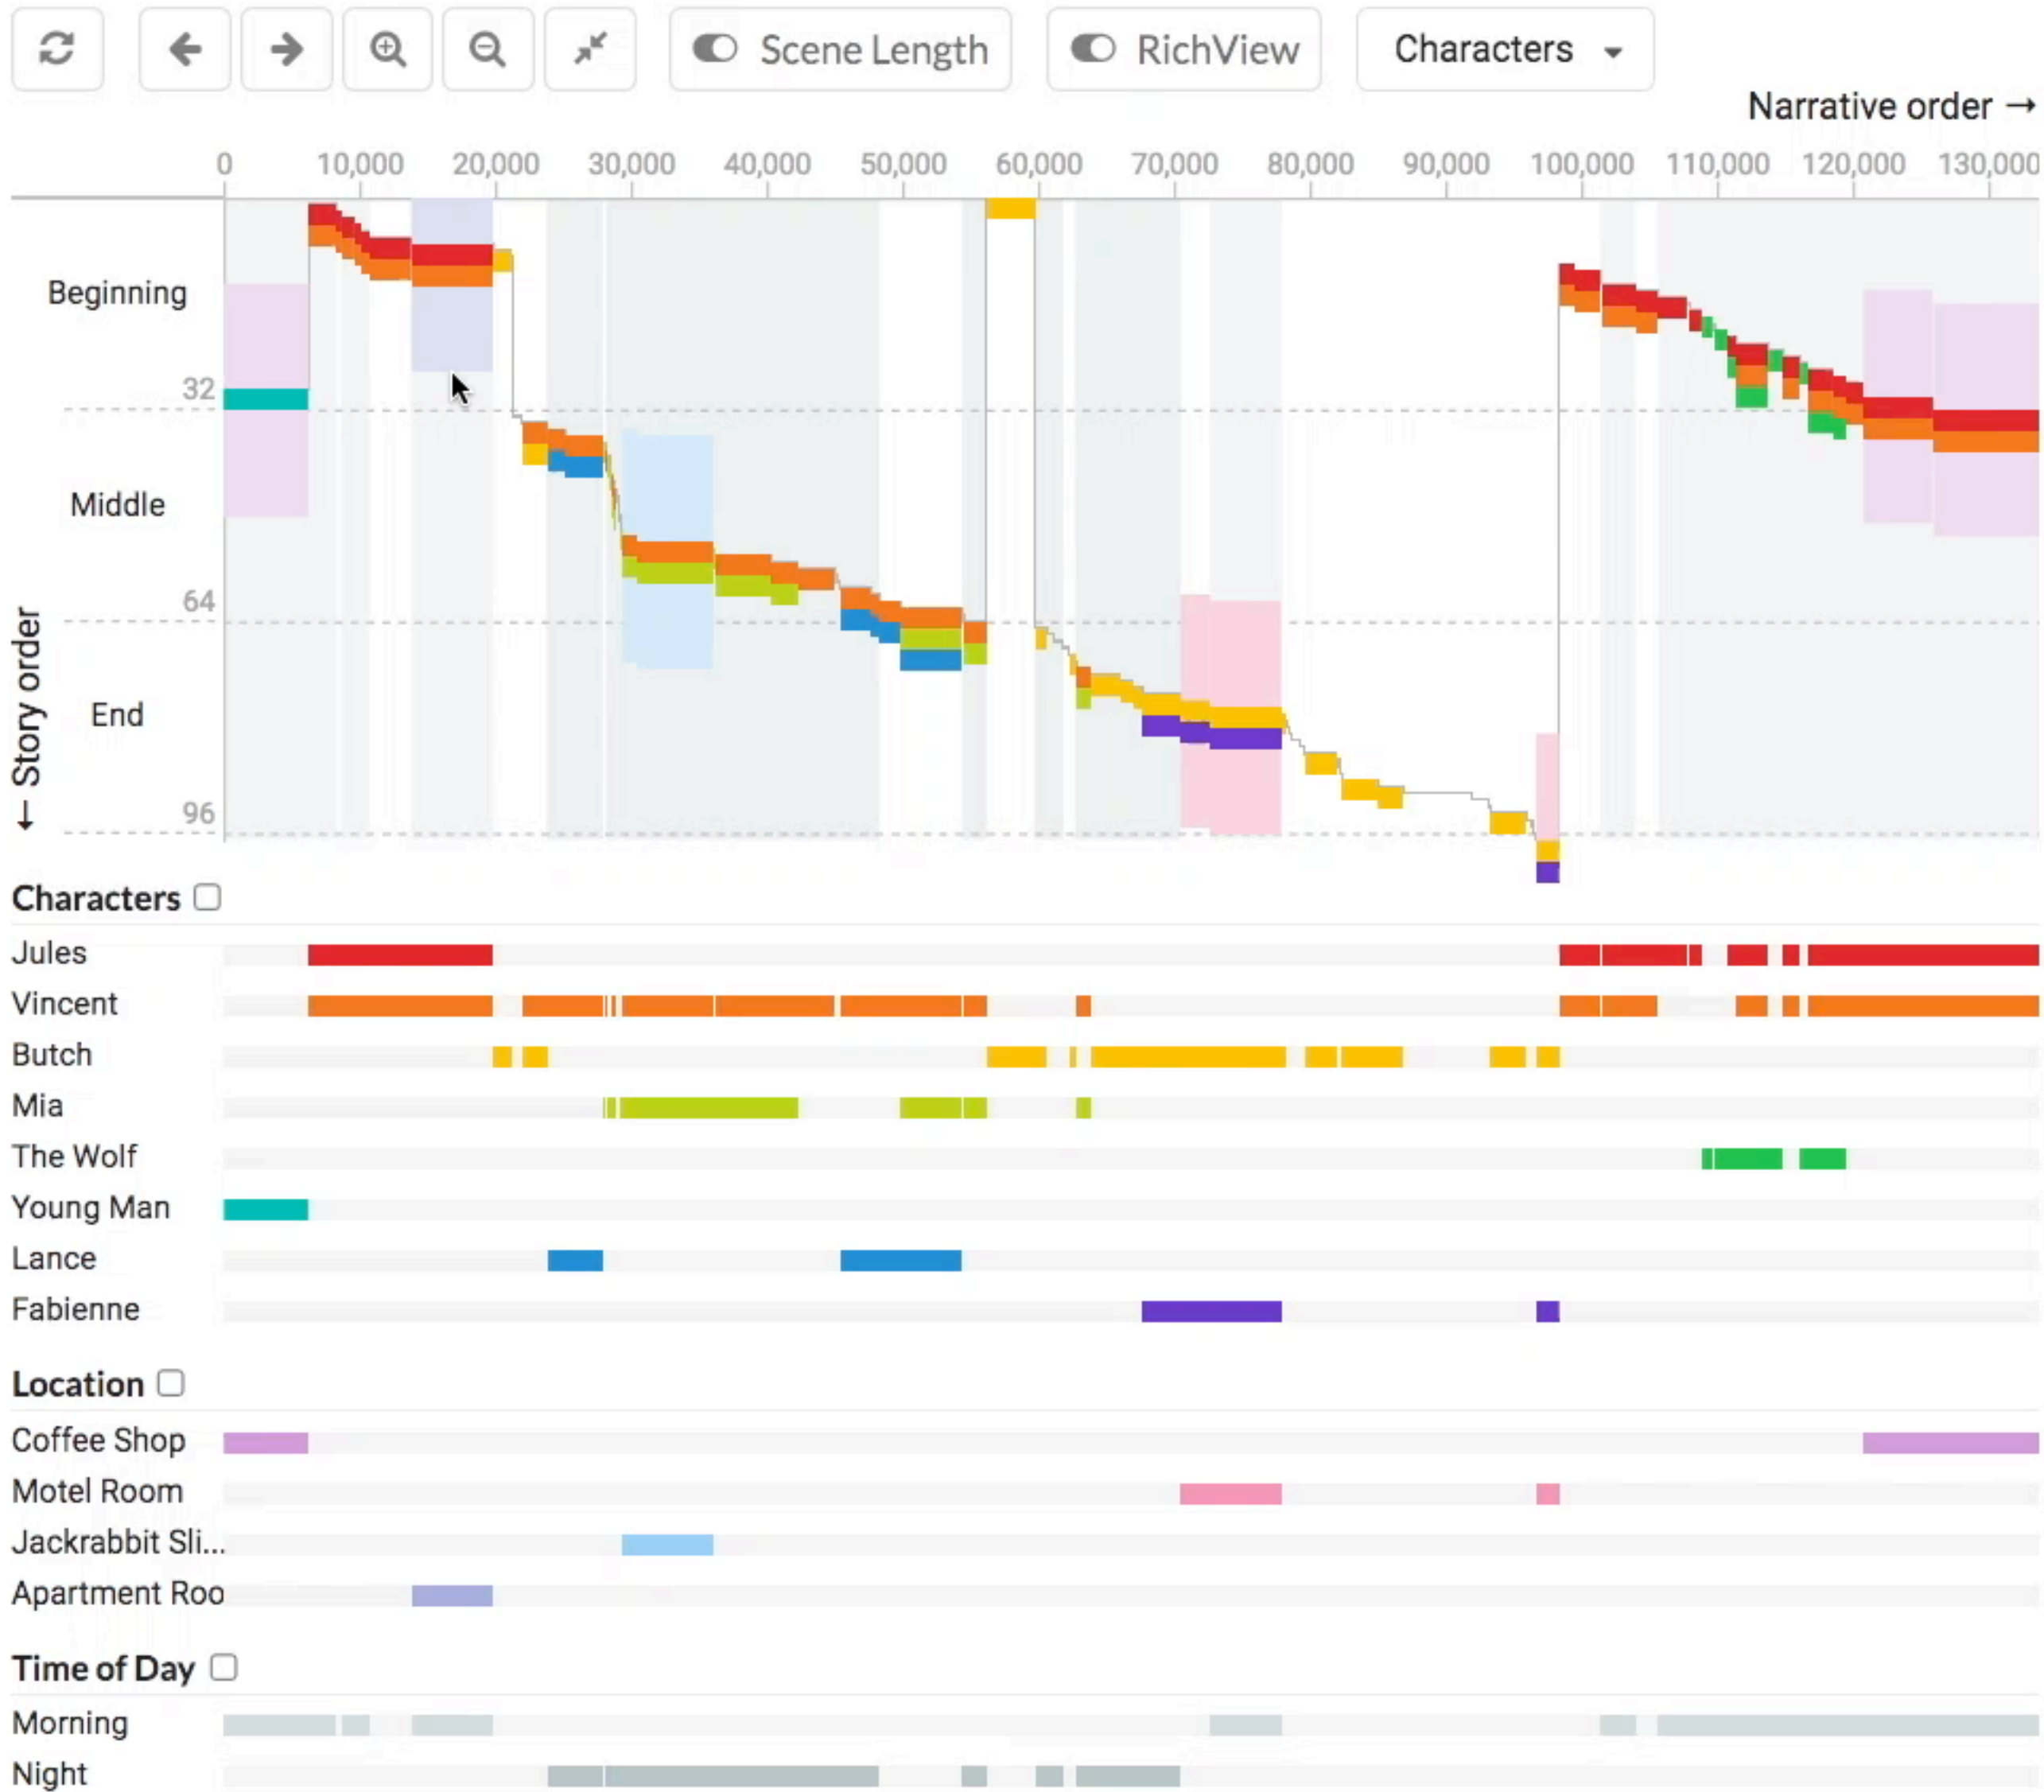 Scene Length RichView Characters
Narrative order →
0 10,000 20,000 30,000 40,000 50,000 60,000 70,000 80,000 90,000 100,000 110,000 120,000 130,000
Beginning
32
Middle
64
End
96
← Story order
Characters
Jules
Vincent
Butch
Mia
The Wolf
Young Man
Lance
Fabienne
Location
Coffee Shop
Motel Room
Jackrabbit Sli...
Apartment Roo
Time of Day
Morning
Night